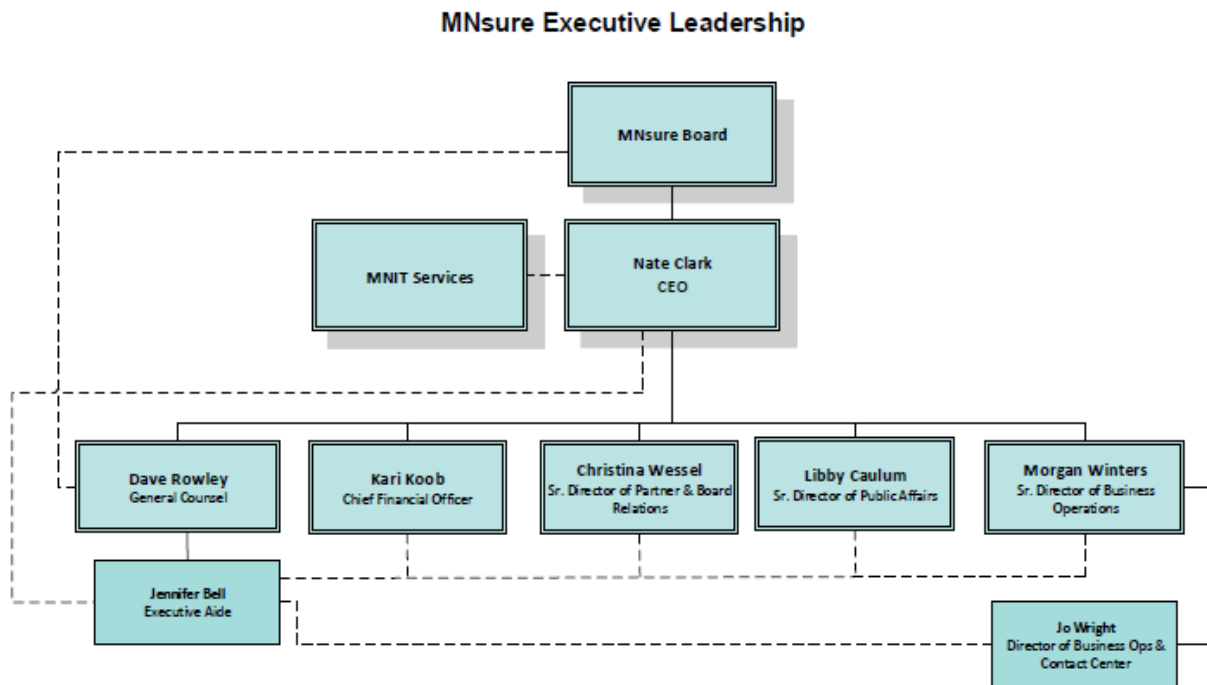 MNsure Executive Leadership
MNsure Board
MNIT Services
Nate Clark
CEO
Dave Rowley
General Counsel
Kari Koob
Chief Financial Officer
Christina Wessel
Sr. Director of Partner & Board
Relations
Libby Caulum
Sr. Director of Public Affairs
Morgan Winters
Sr. Director of Business
Operations
Jennifer Bell
Executive Aide
Jo Wright
Director of Business Ops &
Contact Center